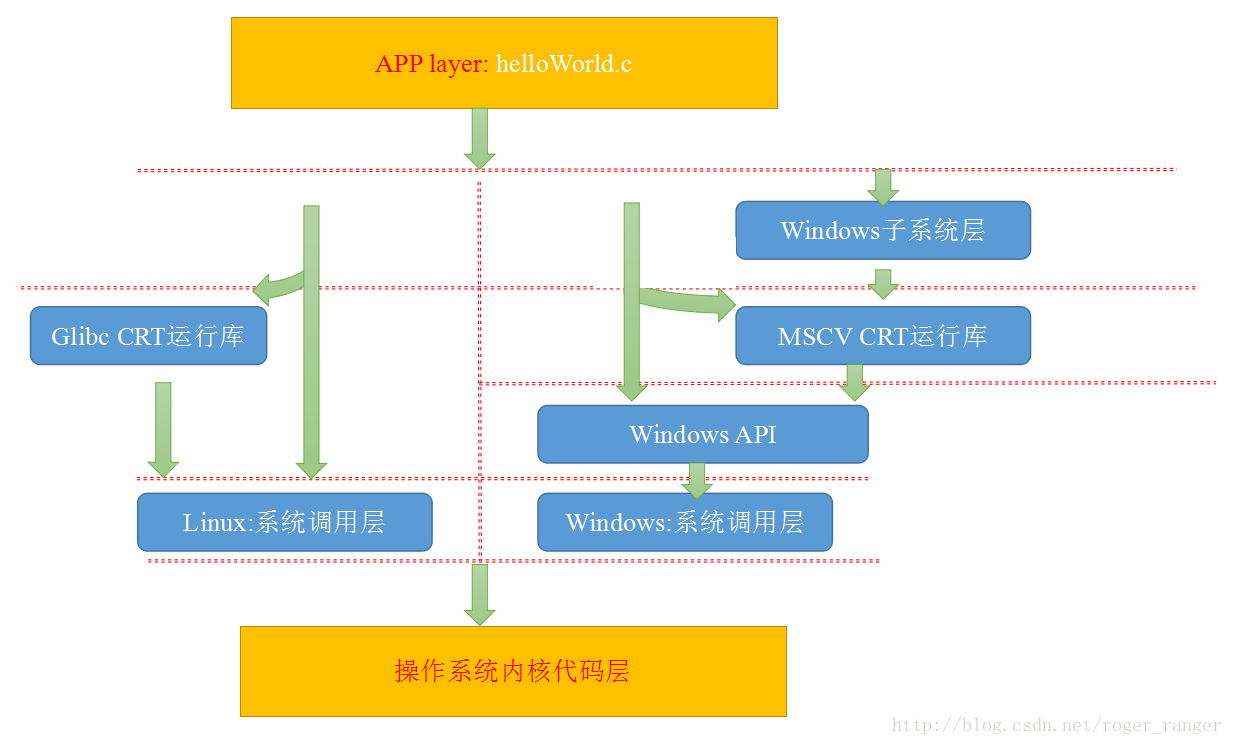 APP layer: helloWorld.c
Windows子系统层
Glibc CRT运行库
MSCV CRT运行库
Windows API
Linux:系统调用层
Windows:系统调用层
操作系统内核代码层
http://blog.csdn.net/roger_ranger